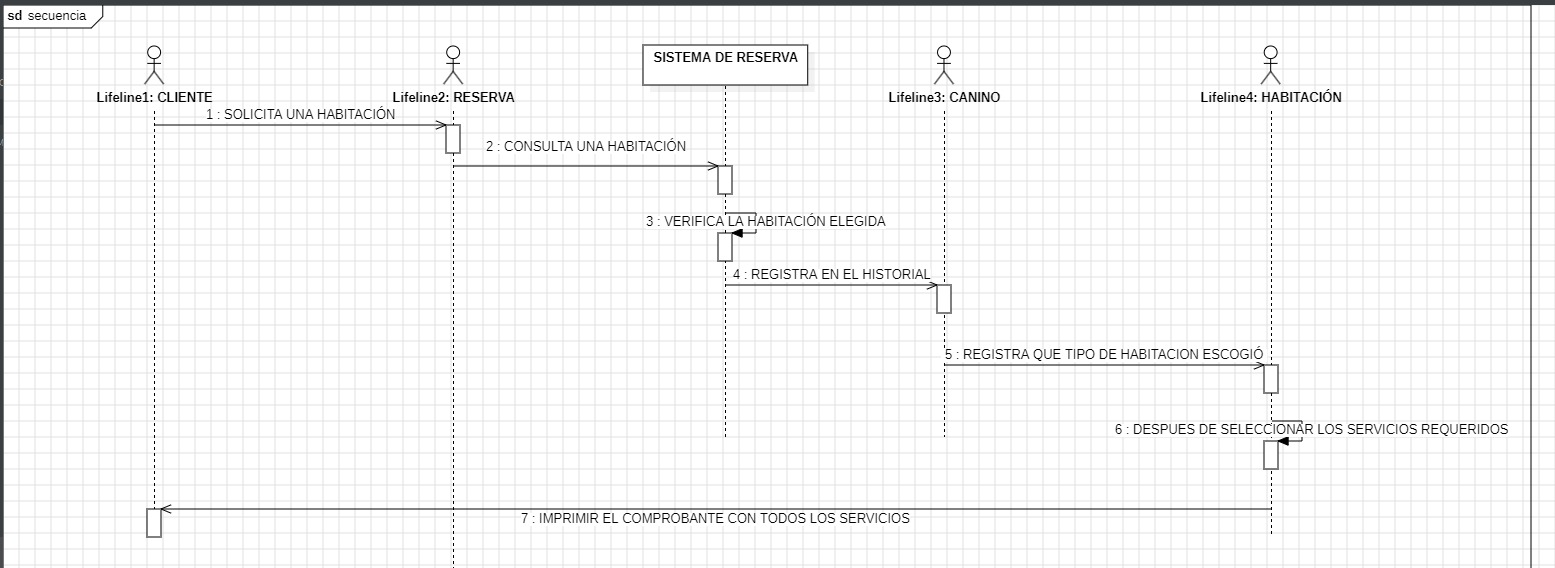 sd secuencia
SISTEMA DE RESERVA
Lifeline1: CLIENTE
Lifeline2: RESERVA
Lifeline3: CANINO
Lifeline4: HABITACIÓN
1 : SOLICITA UNA HABITACIÓN
2 : CONSULTA UNA HABITACIÓN
3 : VERIFICA LA HABITACIÓN ELEGIDA
4 : REGISTRA EN EL HISTORIAL
5 : REGISTRA QUE TIPO DE HABITACION ESCOGIÓ
6 : DESPUES DE SELECCIONAR LOS SERVICIOS REQUERIDOS
7 : IMPRIMIR EL COMPROBANTE CON TODOS LOS SERVICIOS